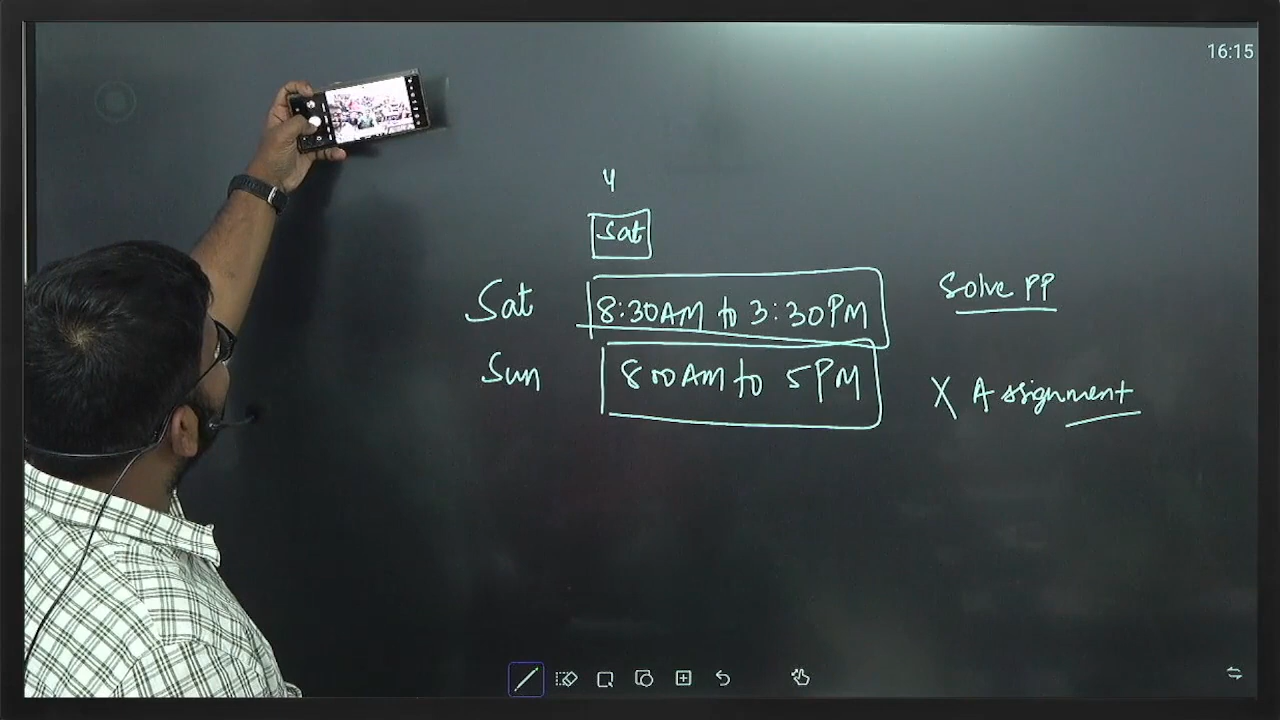 16:15
4
Sat
Sat 8:30AM to 3:30PM
Solve PP
Sun 8:00AM to 5PM
X Assignment